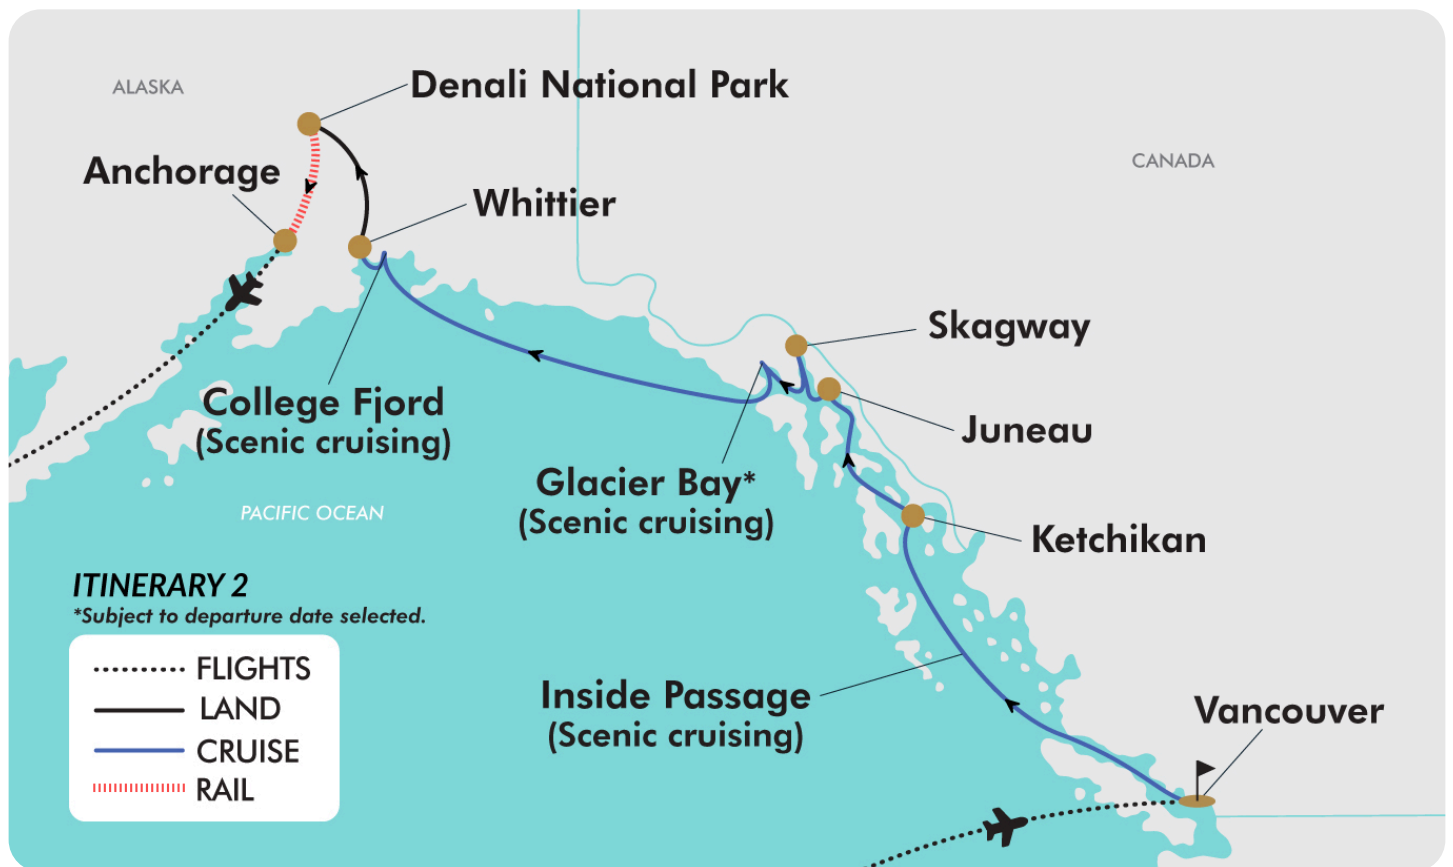 Denali National Park
ALASKA
CANADA
Anchorage
Whittier
Skagway
College Fjord
(Scenic cruising)
Juneau
Glacier Bay*
(Scenic cruising)
PACIFIC OCEAN
Ketchikan
ITINERARY 2
*Subject to departure date selected.
FLIGHTS
LAND
CRUISE
RAIL
Inside Passage
(Scenic cruising)
Vancouver